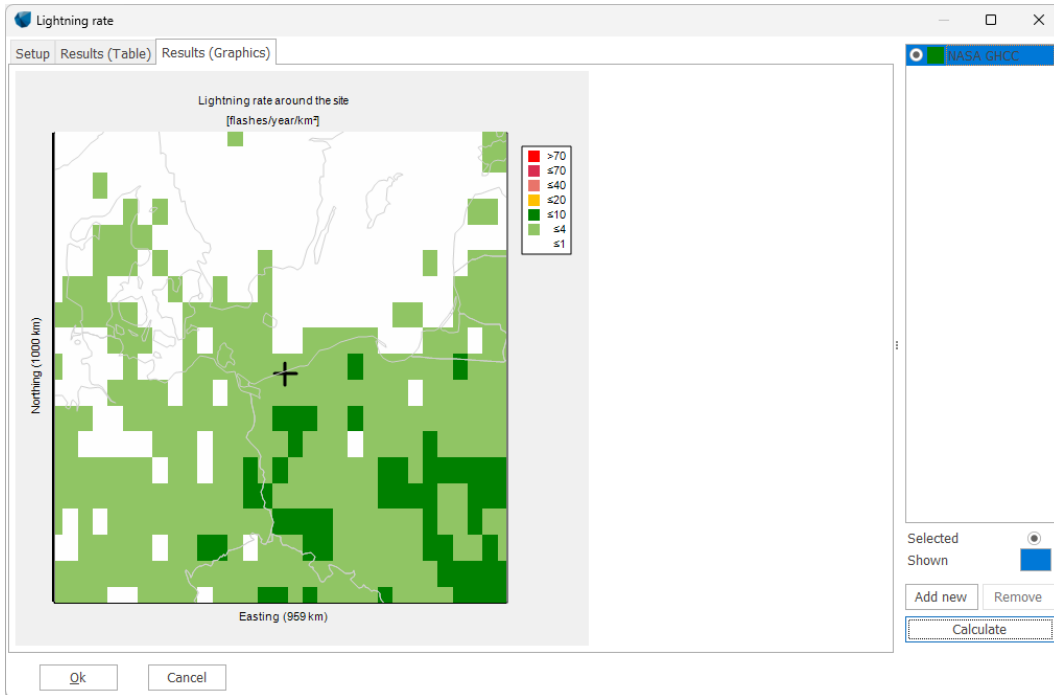 Lightning rate
Setup Results (Table) Results (Graphics)
NASA GHCC
Lightning rate around the site
[flashes/year/km²]
>70
≤70
≤40
≤20
≤10
≤4
≤1
Northing (1000 km)
Easting (959 km)
Selected
Shown
Add new Remove
Calculate
Ok Cancel